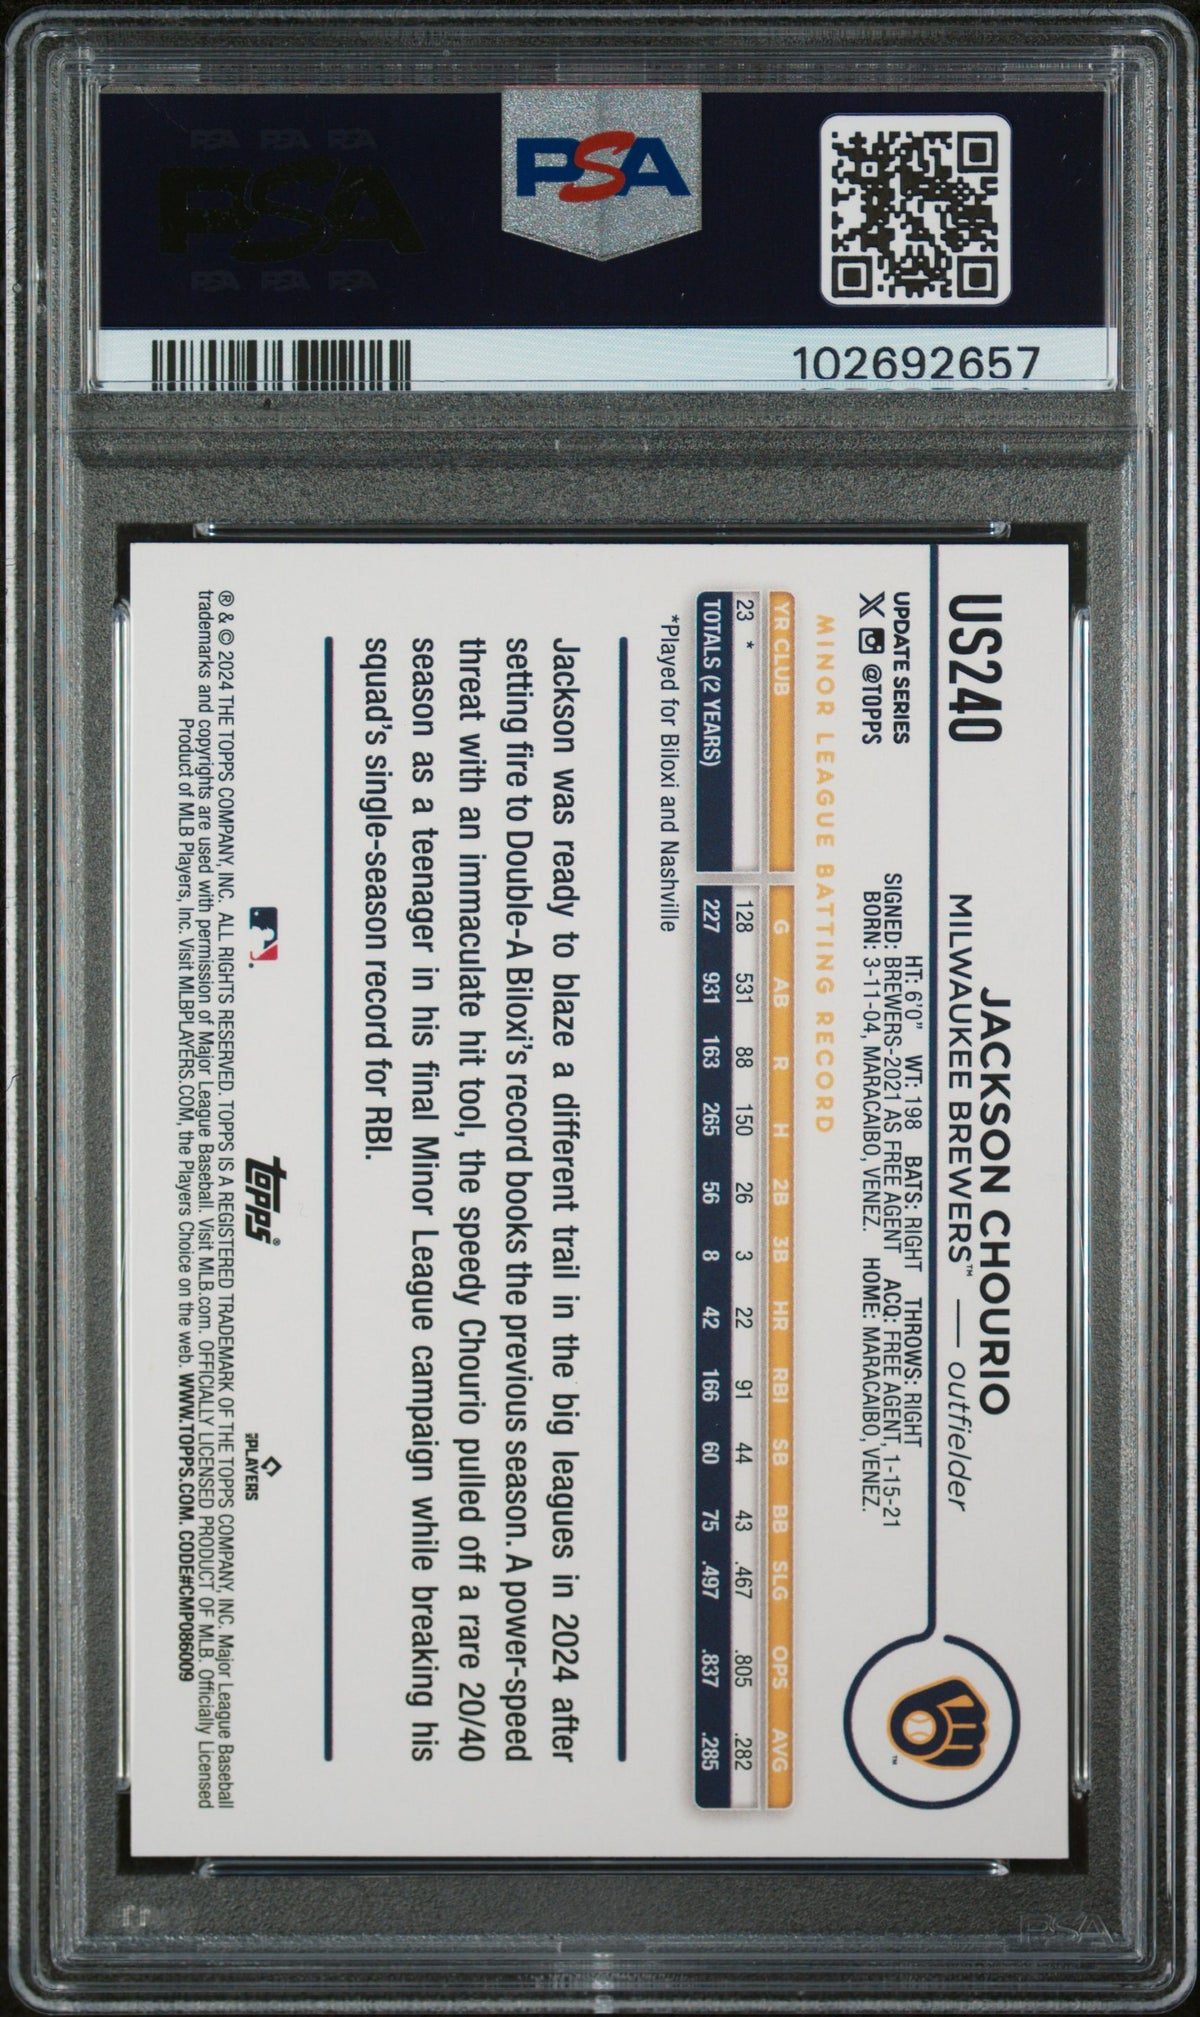 PSA PSA PSA
PSA
PSA PSA PSA
PSA
102692657
US240
JACKSON CHOURIO
MILWAUKEE BREWERS™ — outfielder
UPDATE SERIES
X @TOPPS
HT: 6'0" WT: 198 BATS: RIGHT THROWS: RIGHT
SIGNED: BREWERS-2021 AS FREE AGENT ACQ: FREE AGENT, 1-15-21
BORN: 3-11-04, MARACAIBO, VENEZ. HOME: MARACAIBO, VENEZ.
™
MINOR LEAGUE BATTING RECORD
YR CLUB G AB R H 2B 3B HR RBI SB BB SLG OPS AVG
23 * 128 531 88 150 26 3 22 91 44 43 .467 .805 .282
TOTALS (2 YEARS) 227 931 163 265 56 8 42 166 60 75 .497 .837 .285
*Played for Biloxi and Nashville
Jackson was ready to blaze a different trail in the big leagues in 2024 after
setting fire to Double-A Biloxi's record books the previous season. A power-speed
threat with an immaculate hit tool, the speedy Chourio pulled off a rare 20/40
season as a teenager in his final Minor League campaign while breaking his
squad's single-season record for RBI.
topps®
PLAYERS
® & © 2024 THE TOPPS COMPANY, INC. ALL RIGHTS RESERVED. TOPPS IS A REGISTERED TRADEMARK OF THE TOPPS COMPANY, INC. Major League Baseball
trademarks and copyrights are used with permission of Major League Baseball. Visit MLB.com. OFFICIALLY LICENSED PRODUCT OF MLB. Officially Licensed
Product of MLB Players, Inc. Visit MLBPLAYERS.COM, the Players Choice on the web. WWW.TOPPS.COM. CODE#CMP086009
PSA